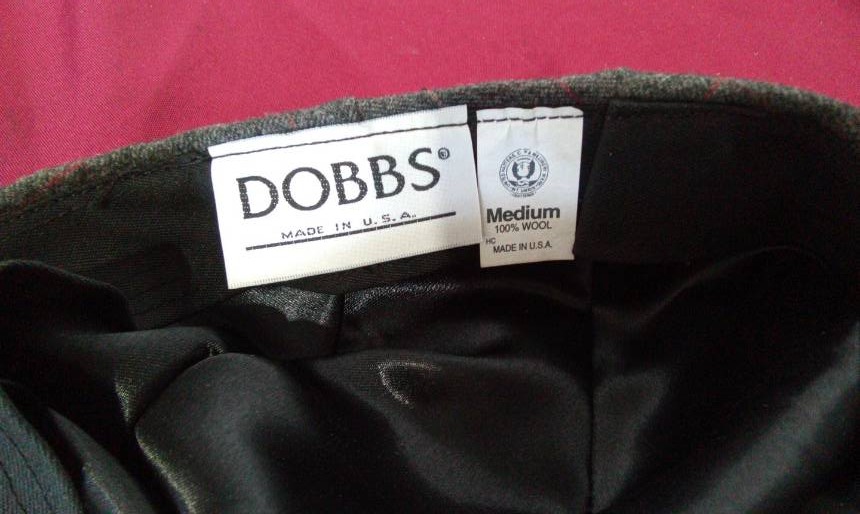 DOBBS®
MADE IN U.S.A.
Medium
100% WOOL
HC
MADE IN U.S.A.